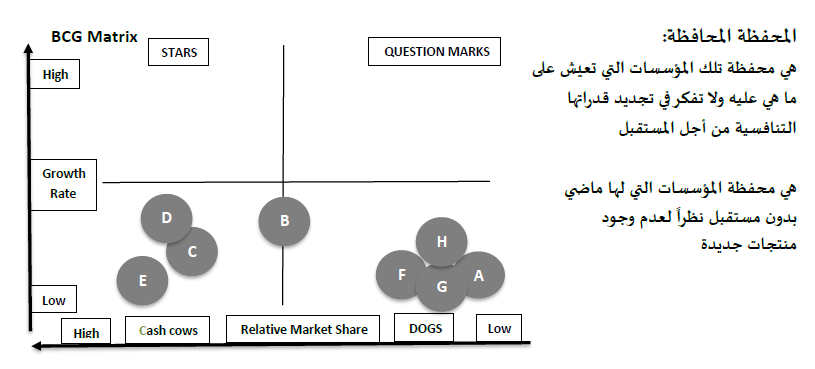 BCG Matrix
STARS
QUESTION MARKS
High
Growth
Rate
D
B
C
H
E
F
A
G
Low
High
Cash cows
Relative Market Share
DOGS
Low
المحفظة المحافظة:
هي محفظة تلك المؤسسات التي تعيش على
ما هي عليه ولا تفكر في تجديد قدراتها
التنافسية من أجل المستقبل
هي محفظة المؤسسات التي لها ماضي
بدون مستقبل نظراً لعدم وجود
منتجات جديدة